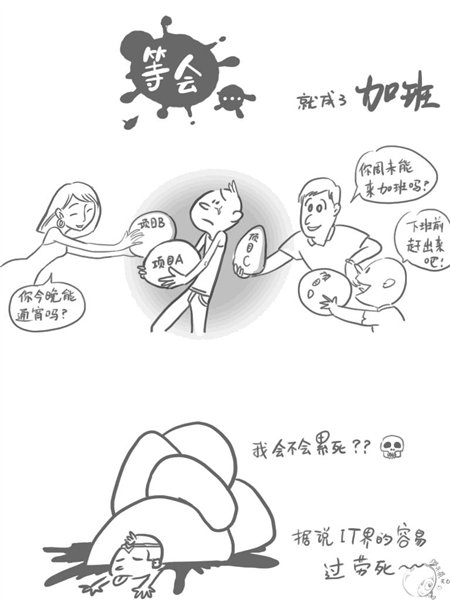 等会
就成了 加班
你周未能
来加班吗?
项目B
项目A
项目
C
下班前
赶出来
吧!
你今晚能
通宵吗?
我会不会累死??
据说IT界的容易
过劳死~~